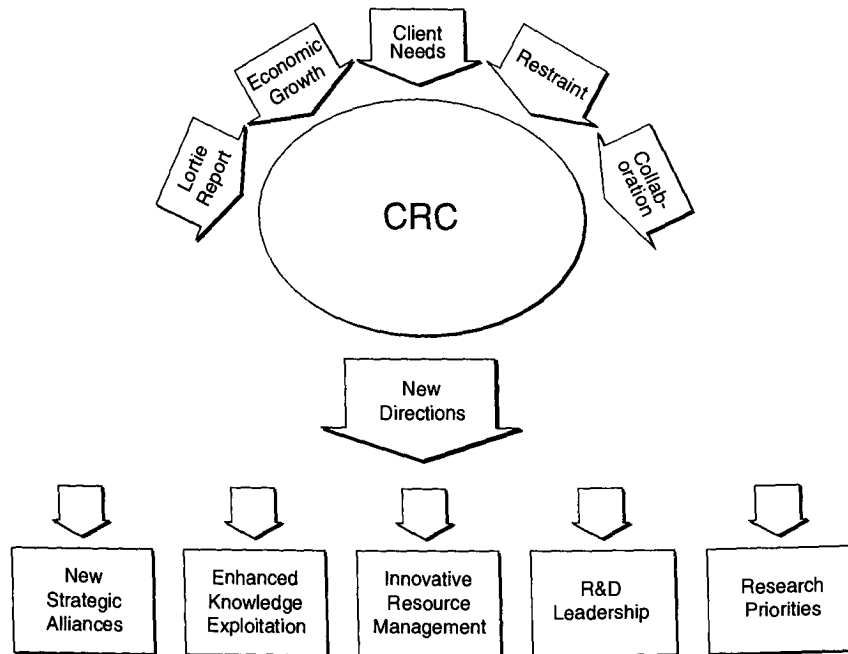 Lortie
Report
Economic
Growth
Client
Needs
Restraint
Collab-
oration
CRC
New
Directions
New
Strategic
Alliances
Enhanced
Knowledge
Exploitation
Innovative
Resource
Management
R&D
Leadership
Research
Priorities